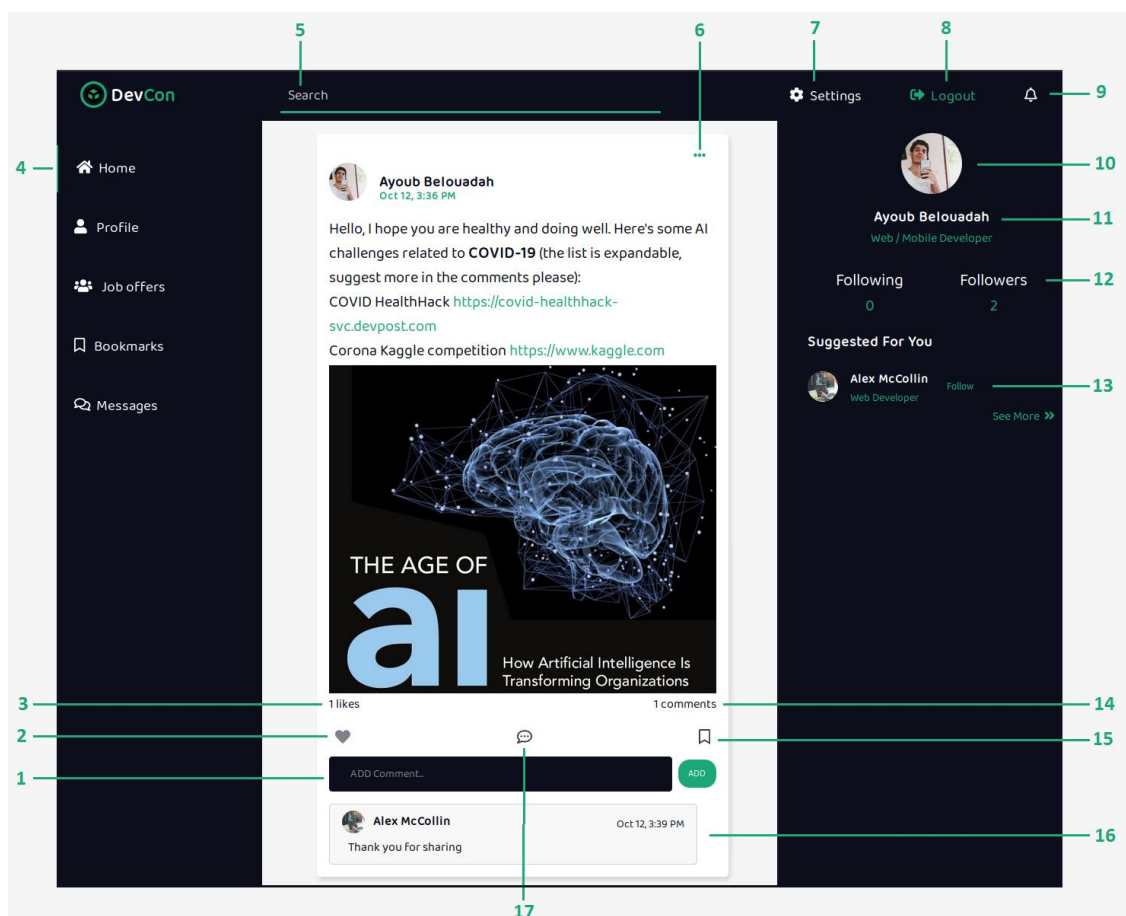 5
6
7
8
DevCon
Search
Settings
Logout
9
4
Home
10
Ayoub Belouadah
Oct 12, 3:36 PM
Profile
Ayoub Belouadah
11
Web / Mobile Developer
Hello, I hope you are healthy and doing well. Here's some AI
challenges related to COVID-19 (the list is expandable,
suggest more in the comments please):
COVID HealthHack https://covid-healthhack-
svc.devpost.com
Corona Kaggle competition https://www.kaggle.com
Job offers
Following
Followers
12
0
2
Bookmarks
Suggested For You
Messages
Alex McCollin
Web Developer
Follow
13
See More
THE AGE OF
aı
How Artificial Intelligence Is
Transforming Organizations
3
1 likes
1 comments
14
2
15
1
ADD Comment...
ADD
Alex McCollin
Oct 12, 3:39 PM
Thank you for sharing
16
17